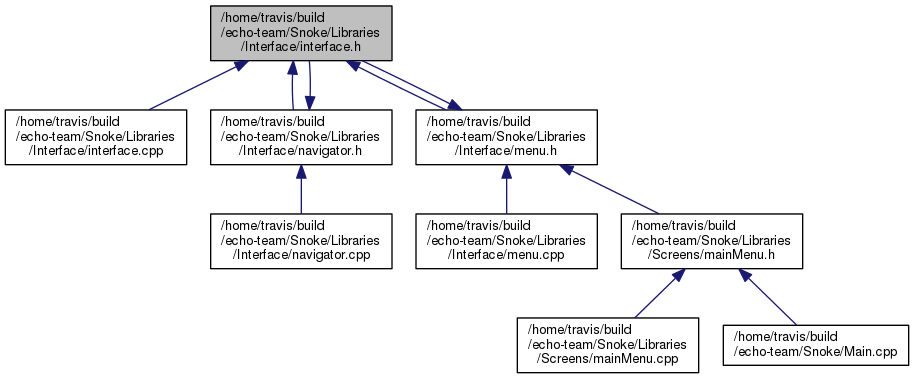 /home/travis/build
/echo-team/Snoke/Libraries
/Interface/interface.h
/home/travis/build
/echo-team/Snoke/Libraries
/Interface/interface.cpp
/home/travis/build
/echo-team/Snoke/Libraries
/Interface/navigator.h
/home/travis/build
/echo-team/Snoke/Libraries
/Interface/menu.h
/home/travis/build
/echo-team/Snoke/Libraries
/Interface/navigator.cpp
/home/travis/build
/echo-team/Snoke/Libraries
/Interface/menu.cpp
/home/travis/build
/echo-team/Snoke/Libraries
/Screens/mainMenu.h
/home/travis/build
/echo-team/Snoke/Libraries
/Screens/mainMenu.cpp
/home/travis/build
/echo-team/Snoke/Main.cpp